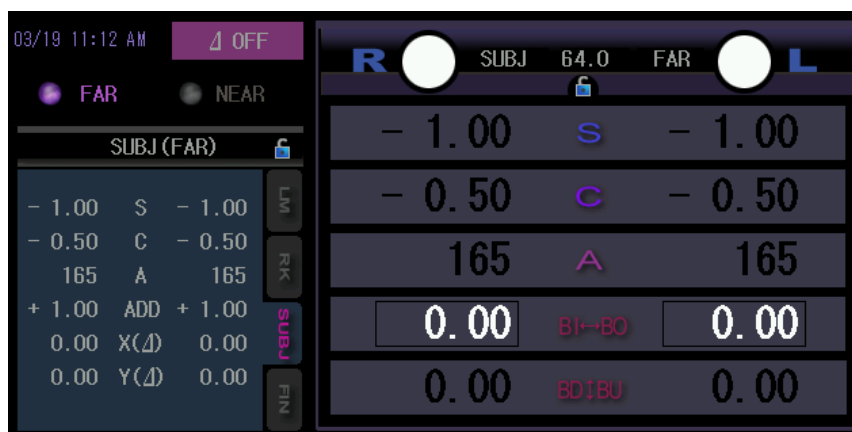 03/19 11:12 AM ⊿ OFF
FAR NEAR
SUBJ(FAR)
- 1.00 S - 1.00
- 0.50 C - 0.50
165 A 165
+ 1.00 ADD + 1.00
0.00 X(⊿) 0.00
0.00 Y(⊿) 0.00
LM
RK
SUBJ
FIN
R SUBJ 64.0 FAR L
- 1.00 S - 1.00
- 0.50 C - 0.50
165 A 165
0.00 BI↔BO 0.00
0.00 BD↕BU 0.00